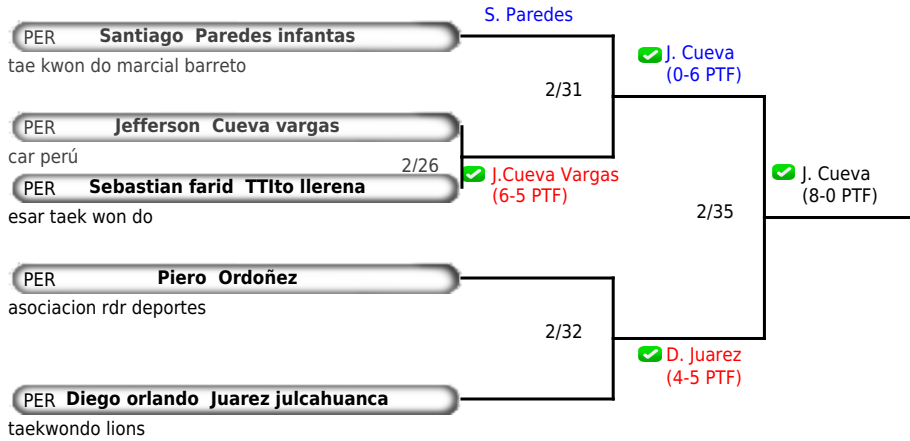 S. Paredes
PER Santiago Paredes infantas
tae kwon do marcial barreto
J. Cueva
(0-6 PTF)
2/31
PER Jefferson Cueva vargas
car perú
2/26
J.Cueva Vargas
(6-5 PTF)
J. Cueva
(8-0 PTF)
PER Sebastian farid TTIto llerena
esar taek won do
2/35
PER Piero Ordoñez
asociacion rdr deportes
2/32
D. Juarez
(4-5 PTF)
PER Diego orlando Juarez julcahuanca
taekwondo lions